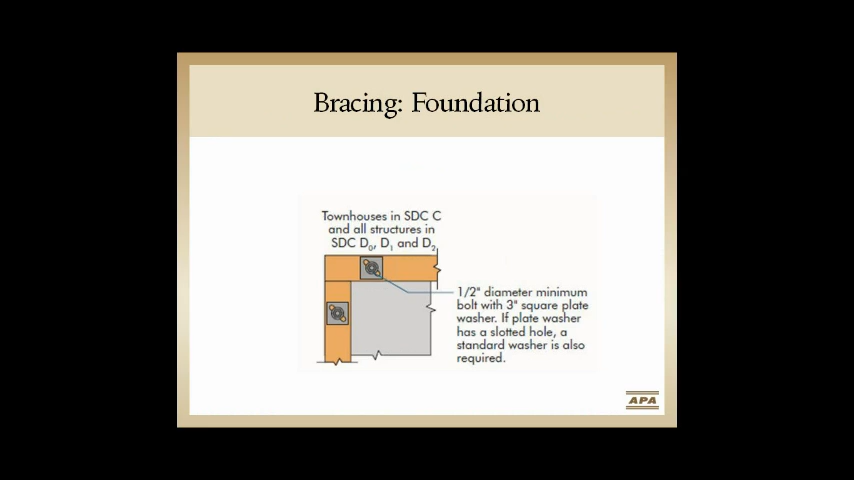 Bracing: Foundation
Townhouses in SDC C
and all structures in
SDC D0, D1 and D2
1/2" diameter minimum
bolt with 3" square plate
washer. If plate washer
has a slotted hole, a
standard washer is also
required.
APA